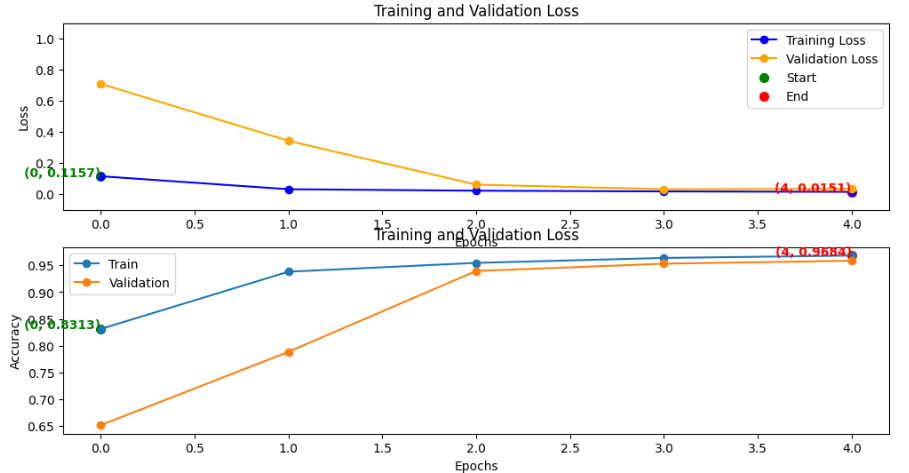 Training and Validation Loss
1.0
0.8
0.6
0.4
0.2
0.0
Loss
Training Loss
Validation Loss
Start
End
(0, 0.1157)
(4, 0.0151)
0.0 0.5 1.0 1.5 2.0 2.5 3.0 3.5 4.0
Epochs
Training and Validation Loss
0.95
0.90
0.85
0.80
0.75
0.70
0.65
Accuracy
Train
Validation
(0, 0.8313)
(4, 0.9684)
0.0 0.5 1.0 1.5 2.0 2.5 3.0 3.5 4.0
Epochs